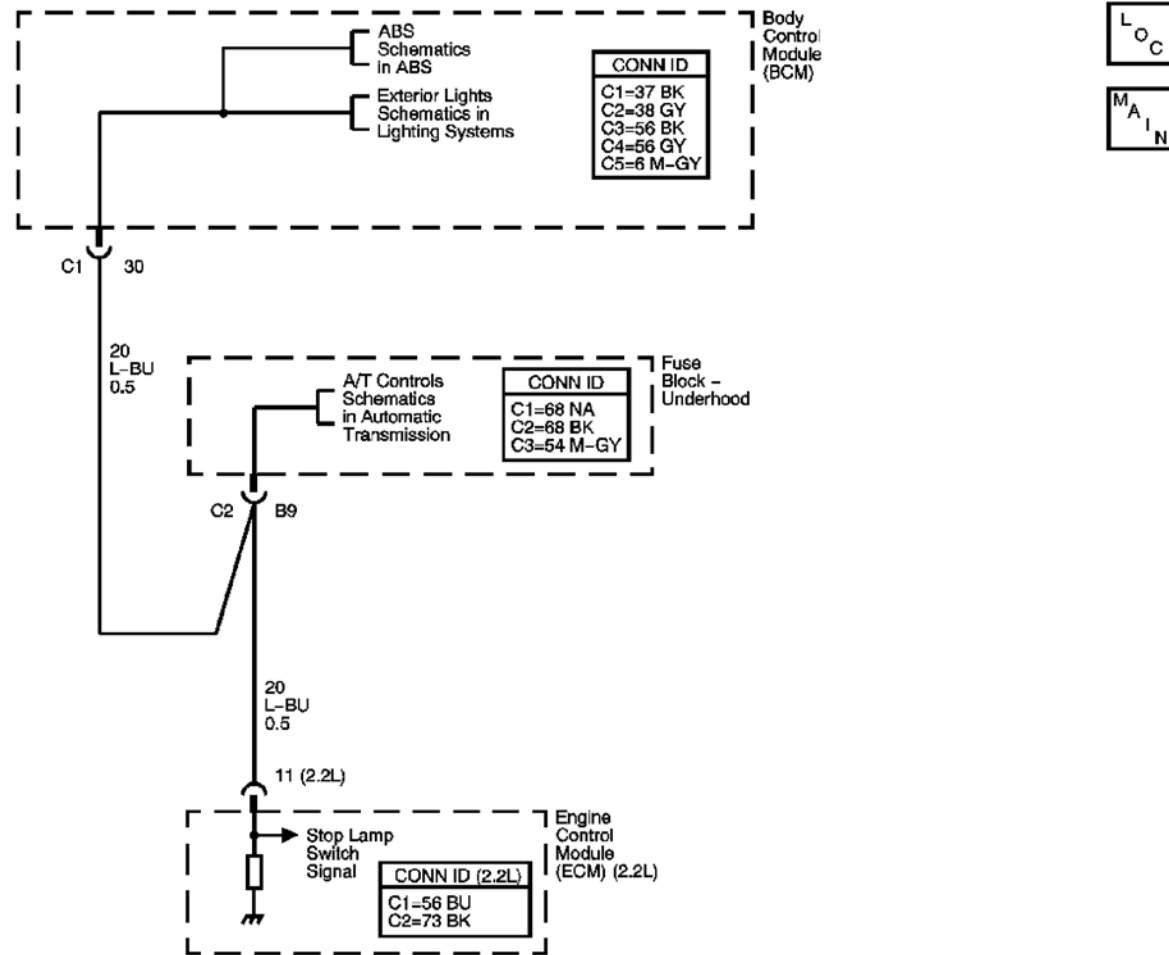 ABS
Schematics
in ABS
Exterior Lights
Schematics in
Lighting Systems
CONN ID
C1=37 BK
C2=38 GY
C3=56 BK
C4=56 GY
C5=6 M-GY
Body
Control
Module
(BCM)
LOC
MAIN
C1 30
20
L-BU
0.5
A/T Controls
Schematics
in Automatic
Transmission
CONN ID
C1=68 NA
C2=68 BK
C3=54 M-GY
Fuse
Block -
Underhood
C2 B9
20
L-BU
0.5
11 (2.2L)
Stop Lamp
Switch
Signal
CONN ID (2.2L)
C1=56 BU
C2=73 BK
Engine
Control
Module
(ECM) (2.2L)